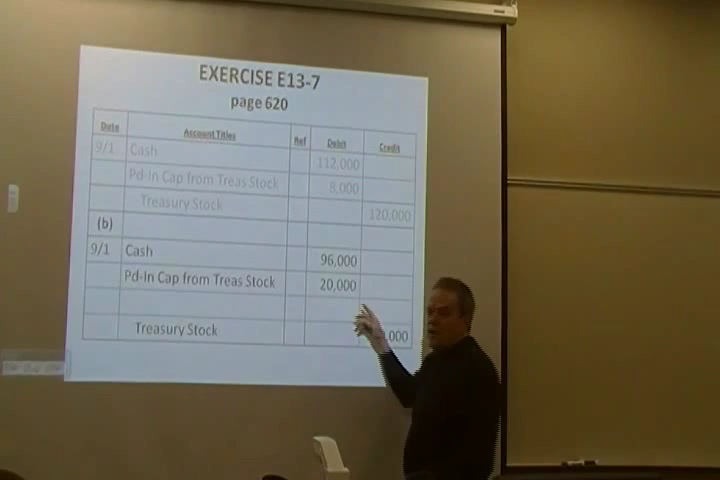 EXERCISE E13-7
page 620
Date Account Titles Ref Debit Credit
9/1 Cash 112,000
Pd-In Cap from Treas Stock 8,000
Treasury Stock 120,000
(b)
9/1 Cash 96,000
Pd-In Cap from Treas Stock 20,000
Treasury Stock ,000